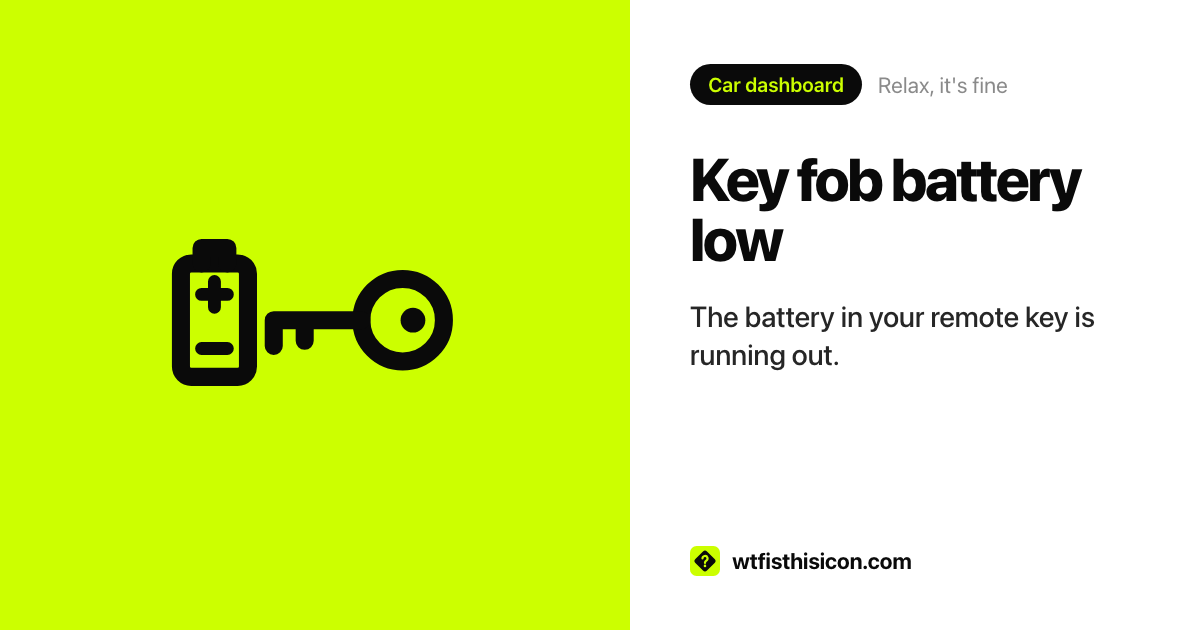 Car dashboard Relax, it's fine
Key fob battery
low
The battery in your remote key is
running out.
wtfisthisicon.com